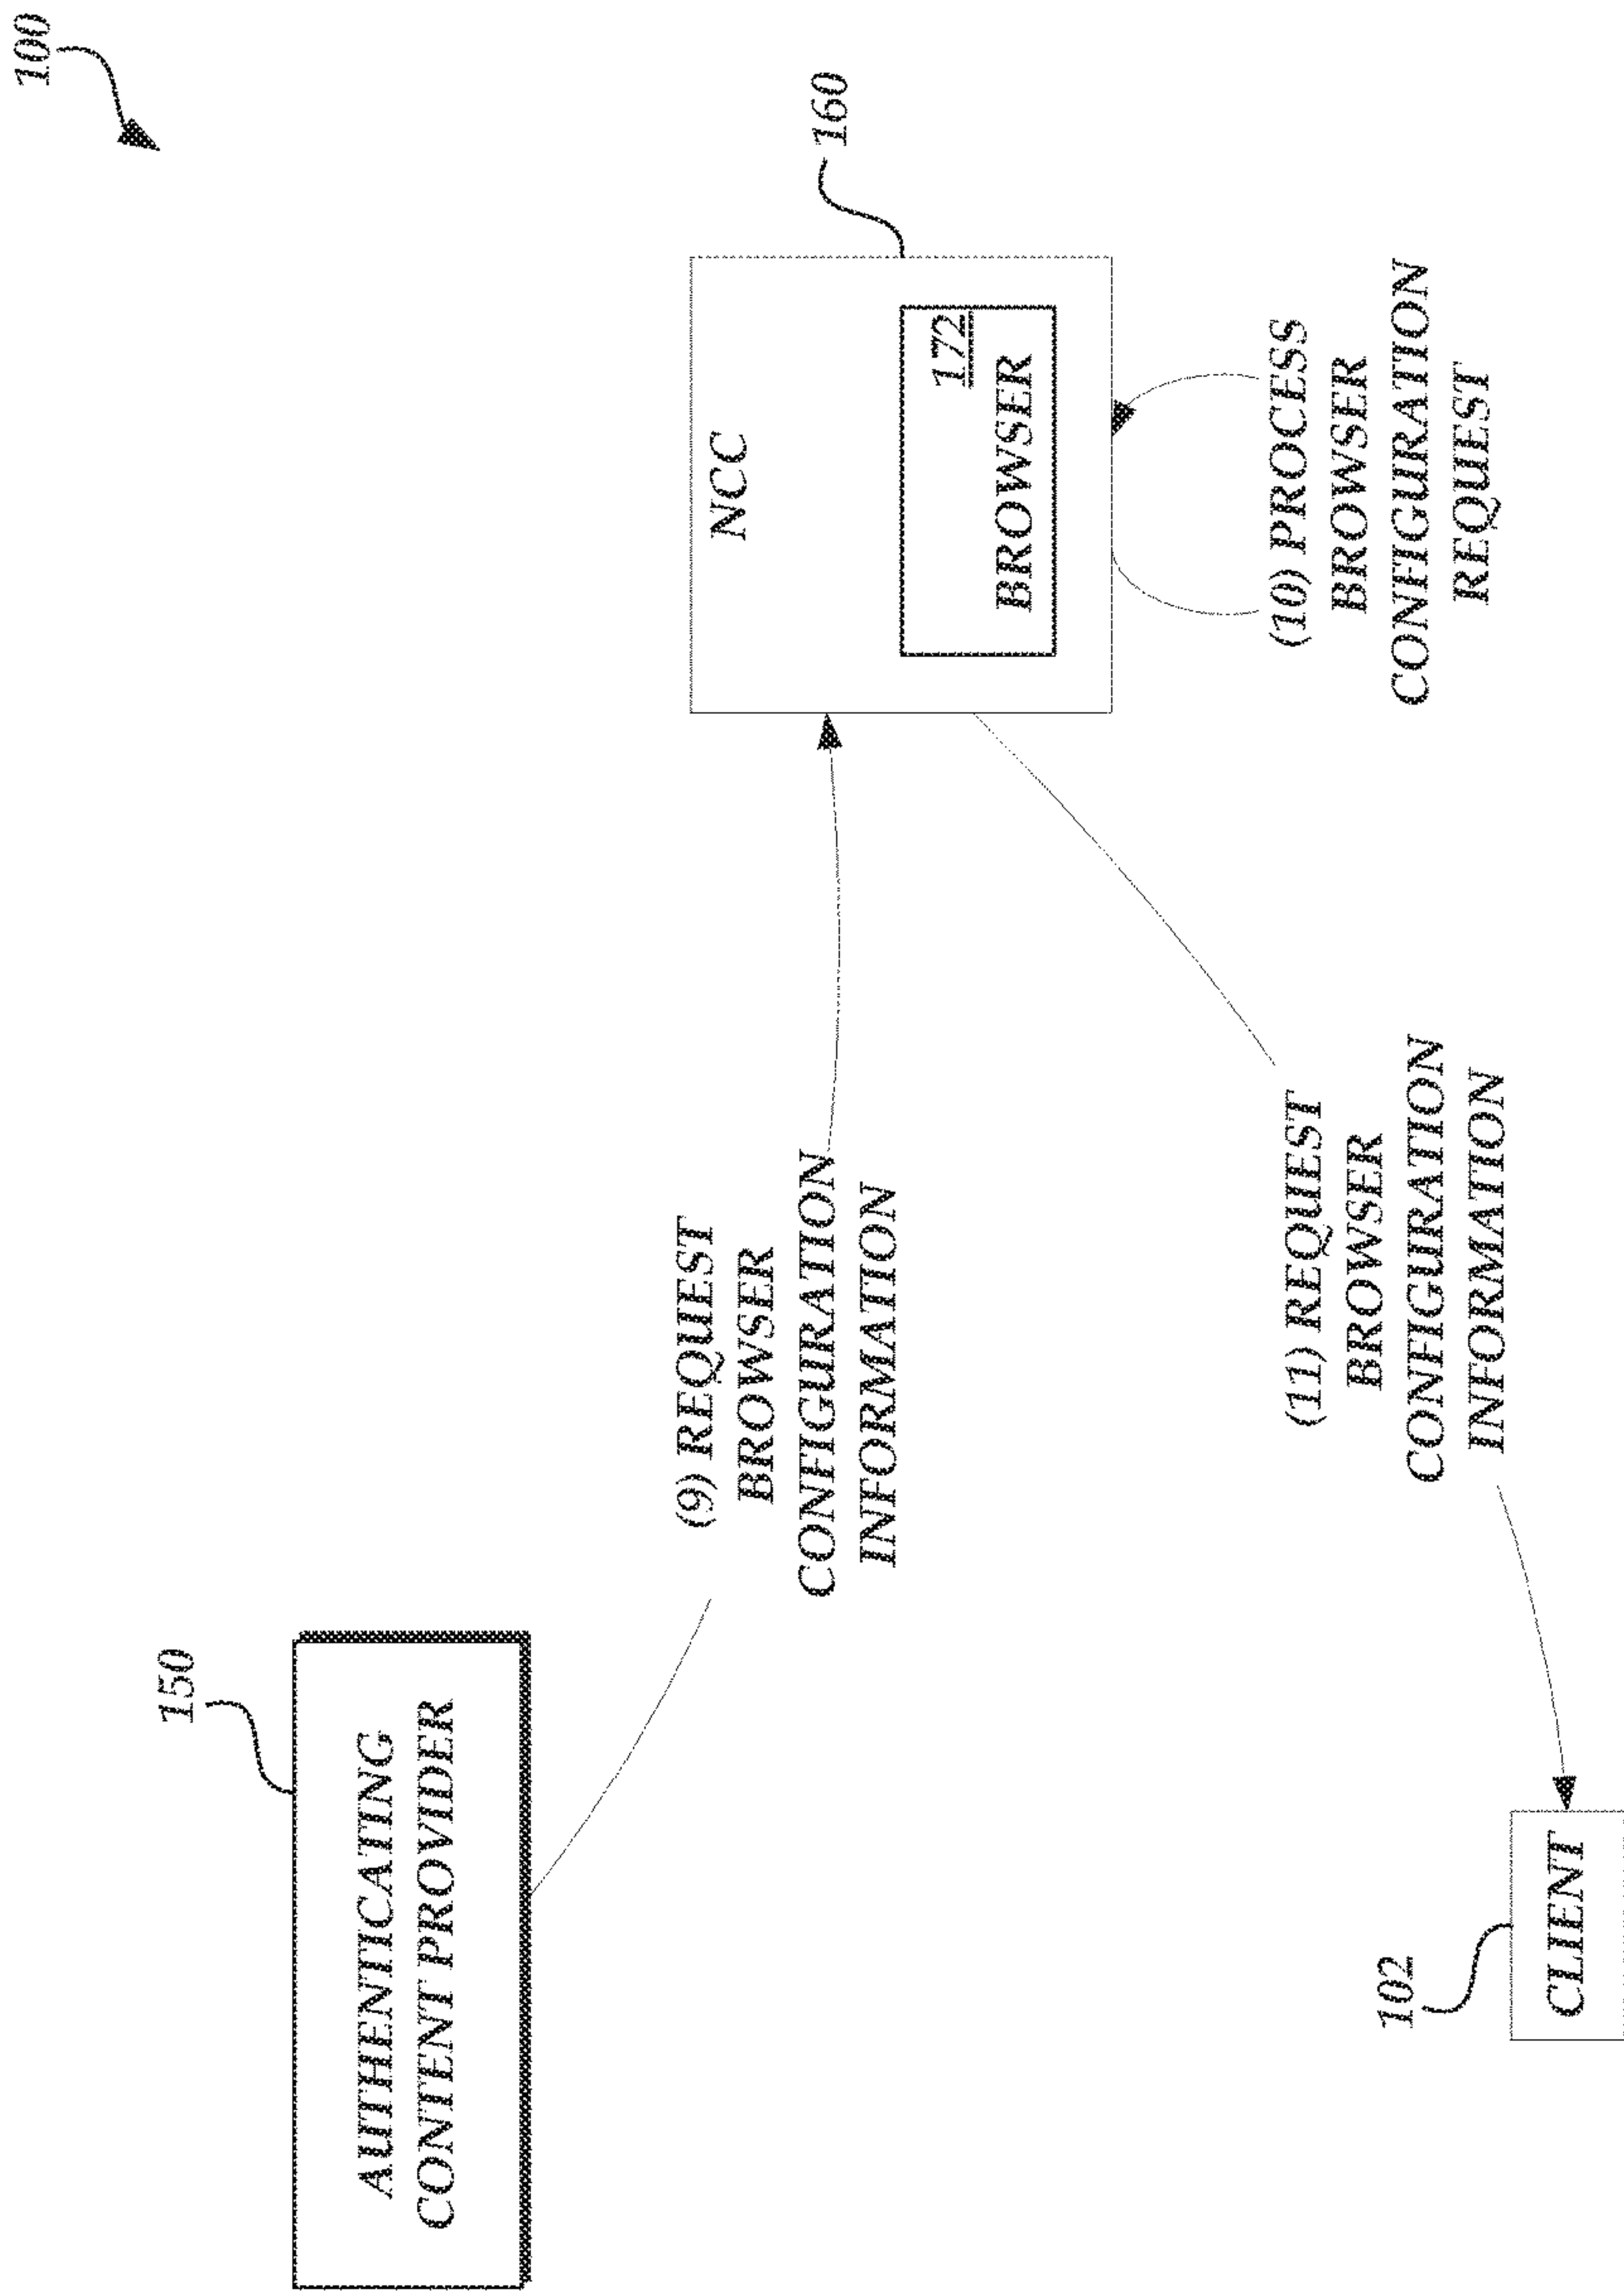 100
150
AUTHENTICATING
CONTENT PROVIDER
(9) REQUEST
BROWSER
CONFIGURATION
INFORMATION
160
NCC
172
BROWSER
(10) PROCESS
BROWSER
CONFIGURATION
REQUEST
(11) REQUEST
BROWSER
CONFIGURATION
INFORMATION
102
CLIENT